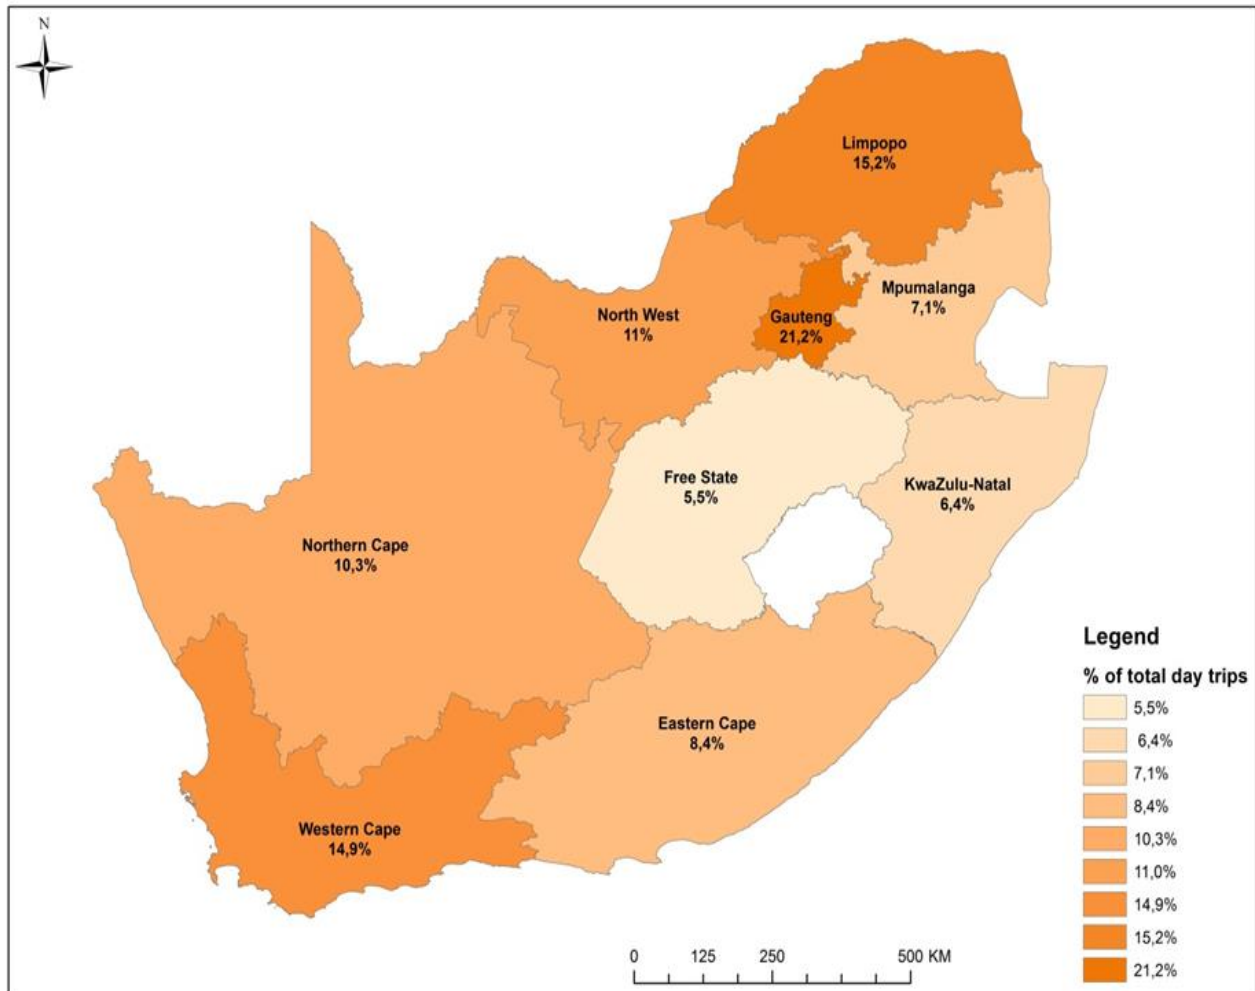 N
Limpopo
15,2%
Mpumalanga
7,1%
North West
11%
Gauteng
21,2%
Free State
5,5%
KwaZulu-Natal
6,4%
Northern Cape
10,3%
Eastern Cape
8,4%
Western Cape
14,9%
Legend
% of total day trips
5,5%
6,4%
7,1%
8,4%
10,3%
11,0%
14,9%
15,2%
21,2%
0 125 250 500 KM